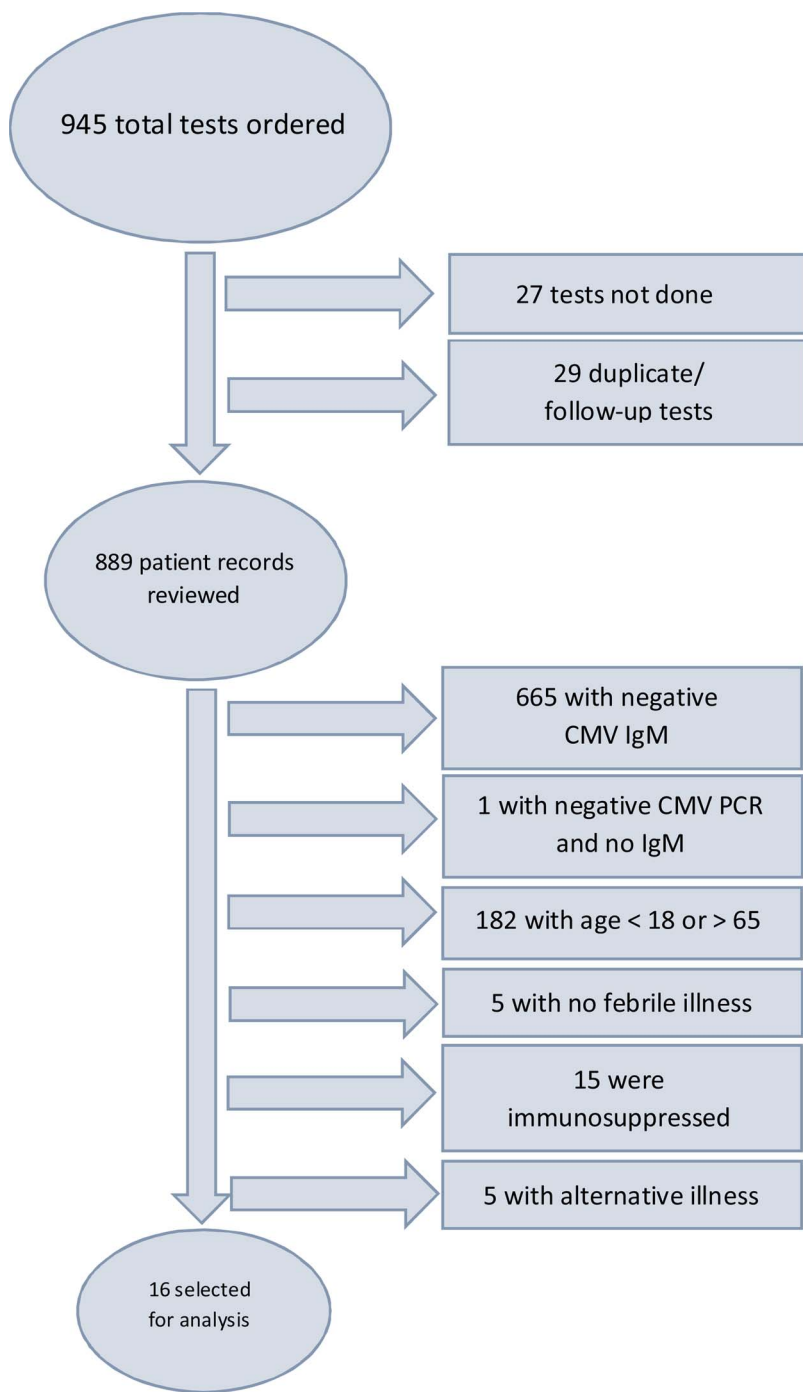 945 total tests ordered
27 tests not done
29 duplicate/
follow-up tests
889 patient records
reviewed
665 with negative
CMV IgM
1 with negative CMV PCR
and no IgM
182 with age < 18 or > 65
5 with no febrile illness
15 were
immunosuppressed
5 with alternative illness
16 selected
for analysis